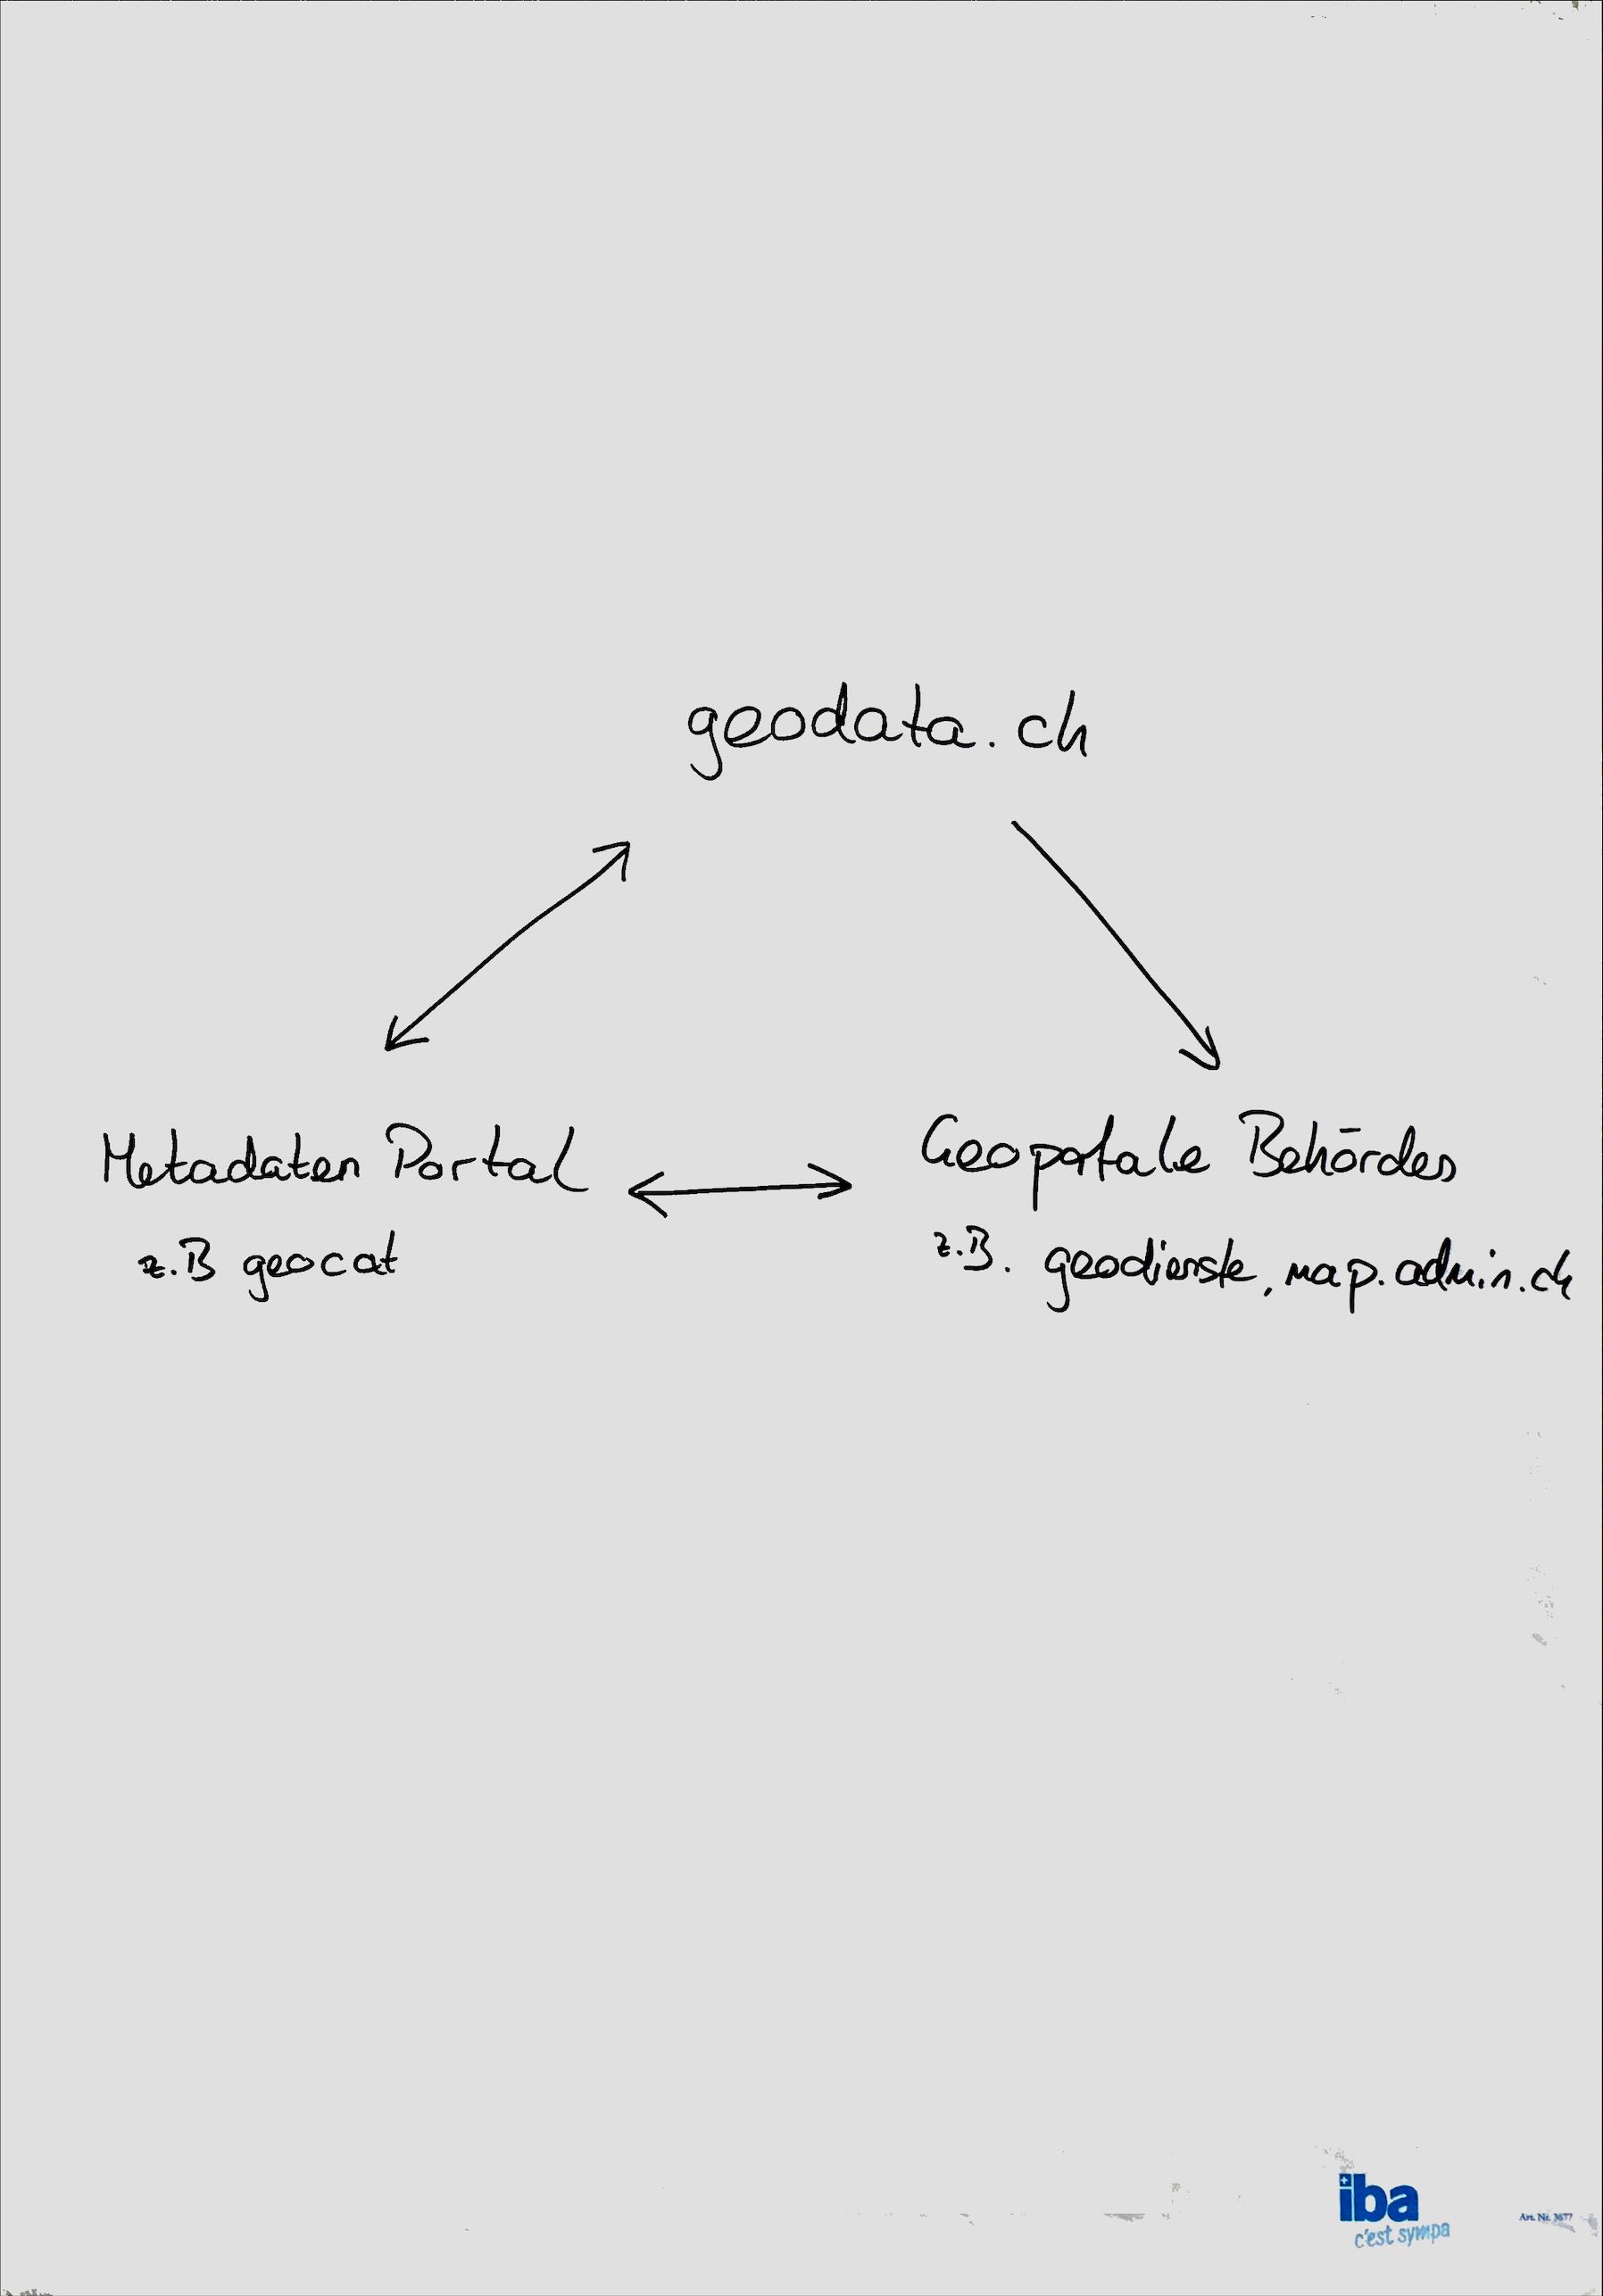 geodata.ch
Metadaten Portal
z.B geocat
Geoportale Behörden
z.B. geodienste, map.admin.ch
iba
c'est sympa
Art. Nr. 3677